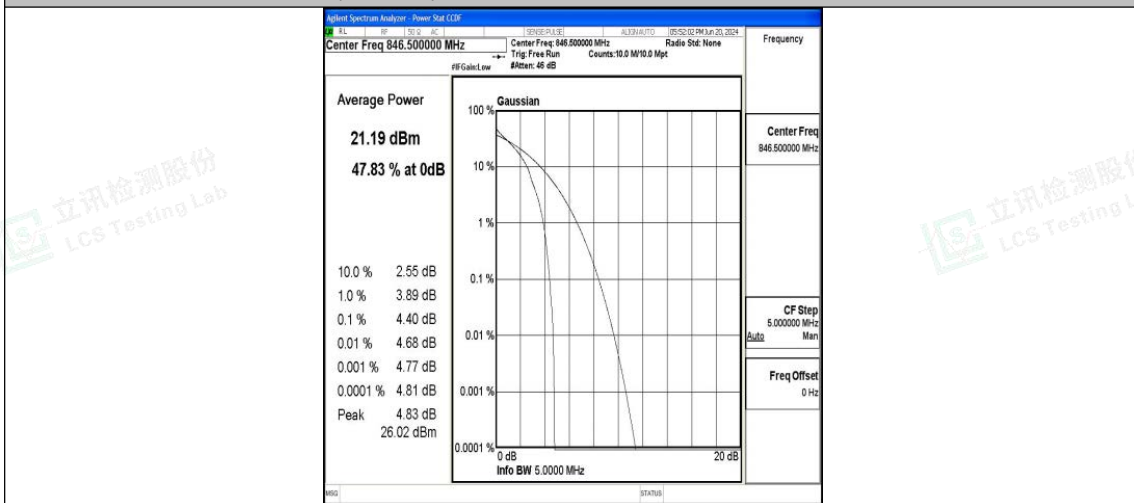 Agilent Spectrum Analyzer - Power Stat CCDF
RL RF 50 Ω AC SENSE:PULSE ALIGNAUTO 05:52:02 PM Jun 20, 2024
Center Freq 846.500000 MHz
Center Freq: 846.500000 MHz Radio Std: None
Trig: Free Run Counts:10.0 M/10.0 Mpt
#IFGain:Low #Atten: 46 dB
Frequency
Average Power
21.19 dBm
47.83 % at 0dB
10.0 % 2.55 dB
1.0 % 3.89 dB
0.1 % 4.40 dB
0.01 % 4.68 dB
0.001 % 4.77 dB
0.0001 % 4.81 dB
Peak 4.83 dB
26.02 dBm
Gaussian
100 %
10 %
1 %
0.1 %
0.01 %
0.001 %
0.0001 %
0 dB 20 dB
Info BW 5.0000 MHz
Center Freq
846.500000 MHz
CF Step
5.000000 MHz
Auto Man
Freq Offset
0 Hz
MSG STATUS
立讯检测股份
LCS Testing Lab
立讯检测股份
LCS Testing L